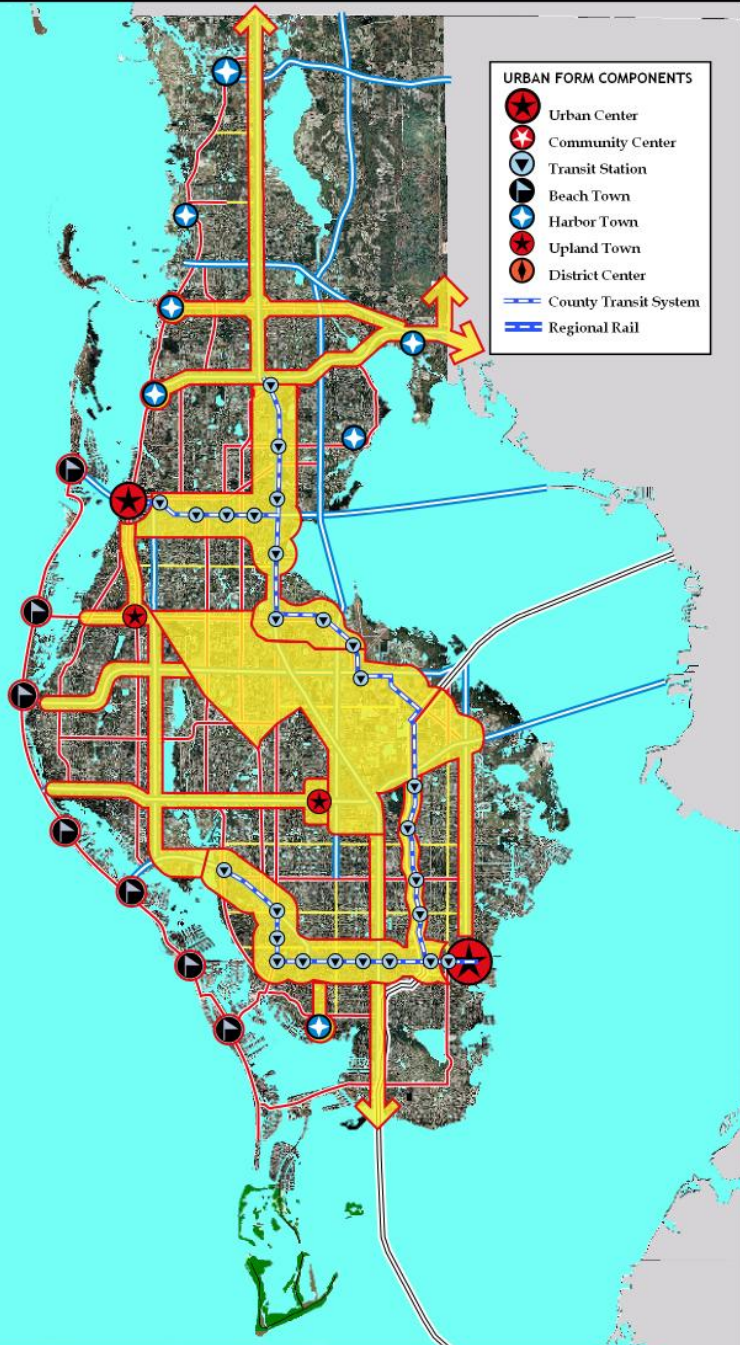 URBAN FORM COMPONENTS
Urban Center
Community Center
Transit Station
Beach Town
Harbor Town
Upland Town
District Center
County Transit System
Regional Rail